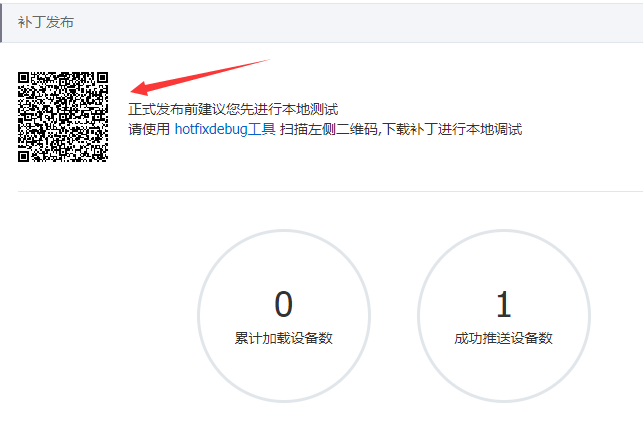 补丁发布
正式发布前建议您先进行本地测试
请使用 hotfixdebug工具 扫描左侧二维码,下载补丁进行本地调试
0
累计加载设备数
1
成功推送设备数